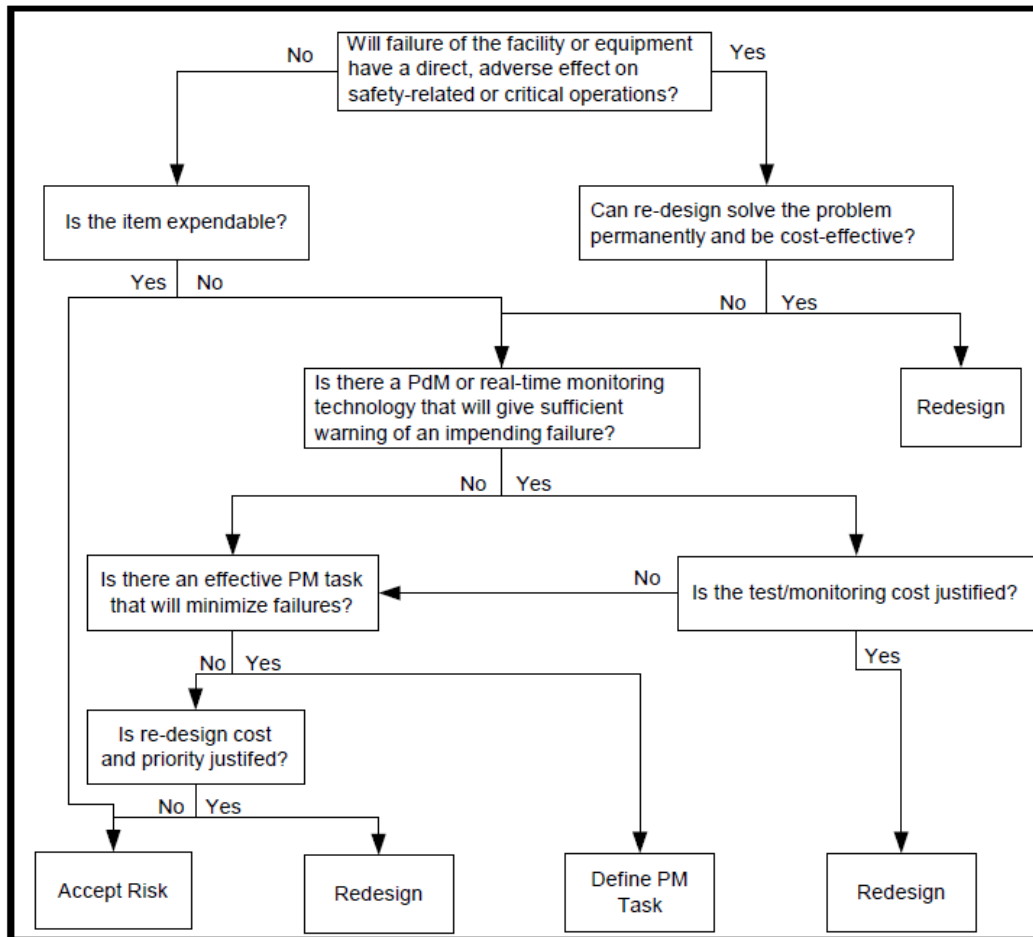 Will failure of the facility or equipment
have a direct, adverse effect on
safety-related or critical operations?
No
Yes
Is the item expendable?
Can re-design solve the problem
permanently and be cost-effective?
Yes
No
No
Yes
Is there a PdM or real-time monitoring
technology that will give sufficient
warning of an impending failure?
Redesign
No
Yes
Is there an effective PM task
that will minimize failures?
No
Is the test/monitoring cost justified?
No
Yes
Yes
Is re-design cost
and priority justifed?
No
Yes
Accept Risk
Redesign
Define PM
Task
Redesign